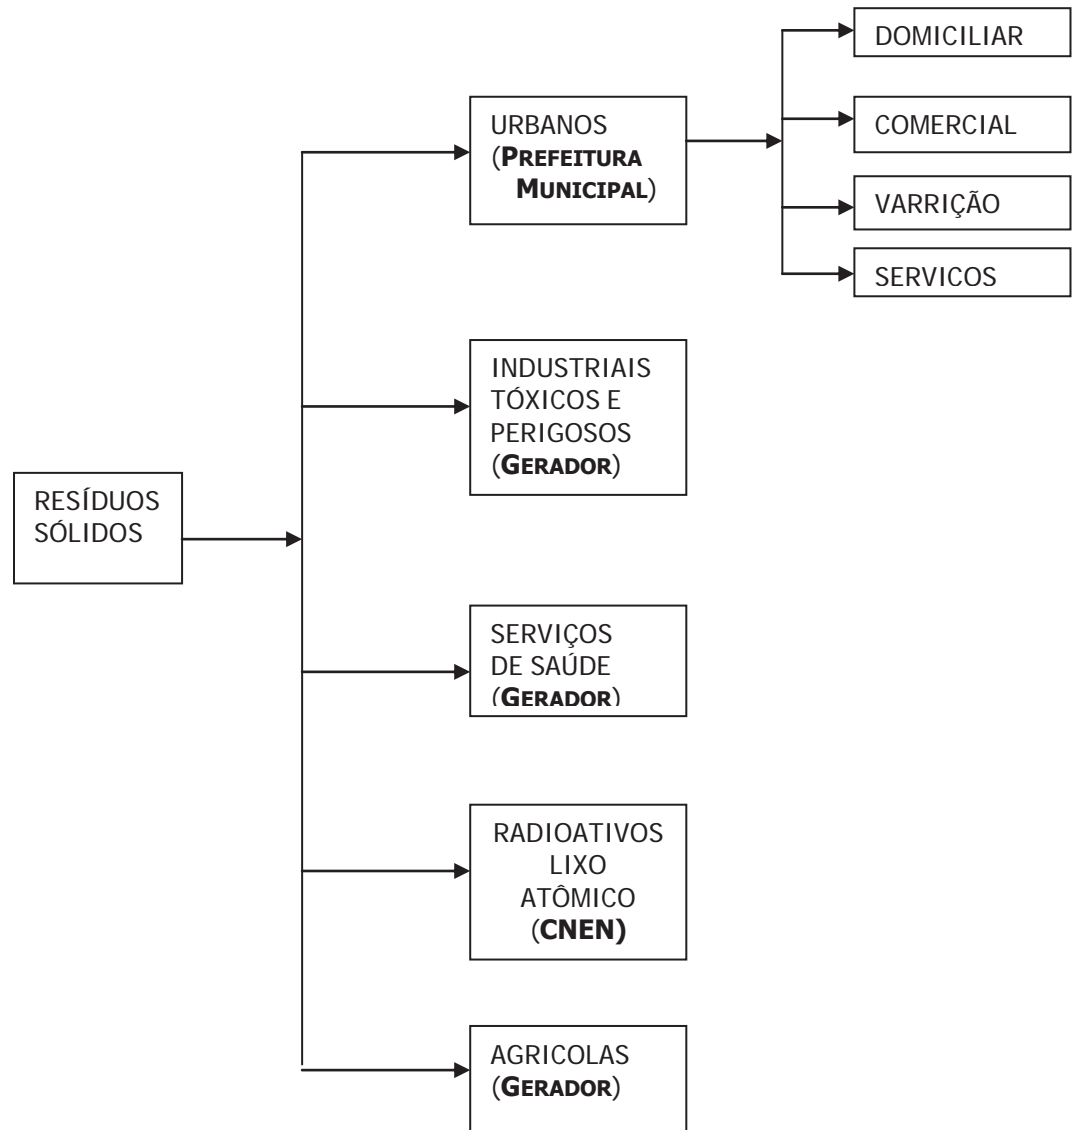 DOMICILIAR
URBANOS
(PREFEITURA
MUNICIPAL)
COMERCIAL
VARRIÇÃO
SERVICOS
INDUSTRIAIS
TÓXICOS E
PERIGOSOS
(GERADOR)
RESÍDUOS
SÓLIDOS
SERVIÇOS
DE SAÚDE
(GERADOR)
RADIOATIVOS
LIXO
ATÔMICO
(CNEN)
AGRICOLAS
(GERADOR)